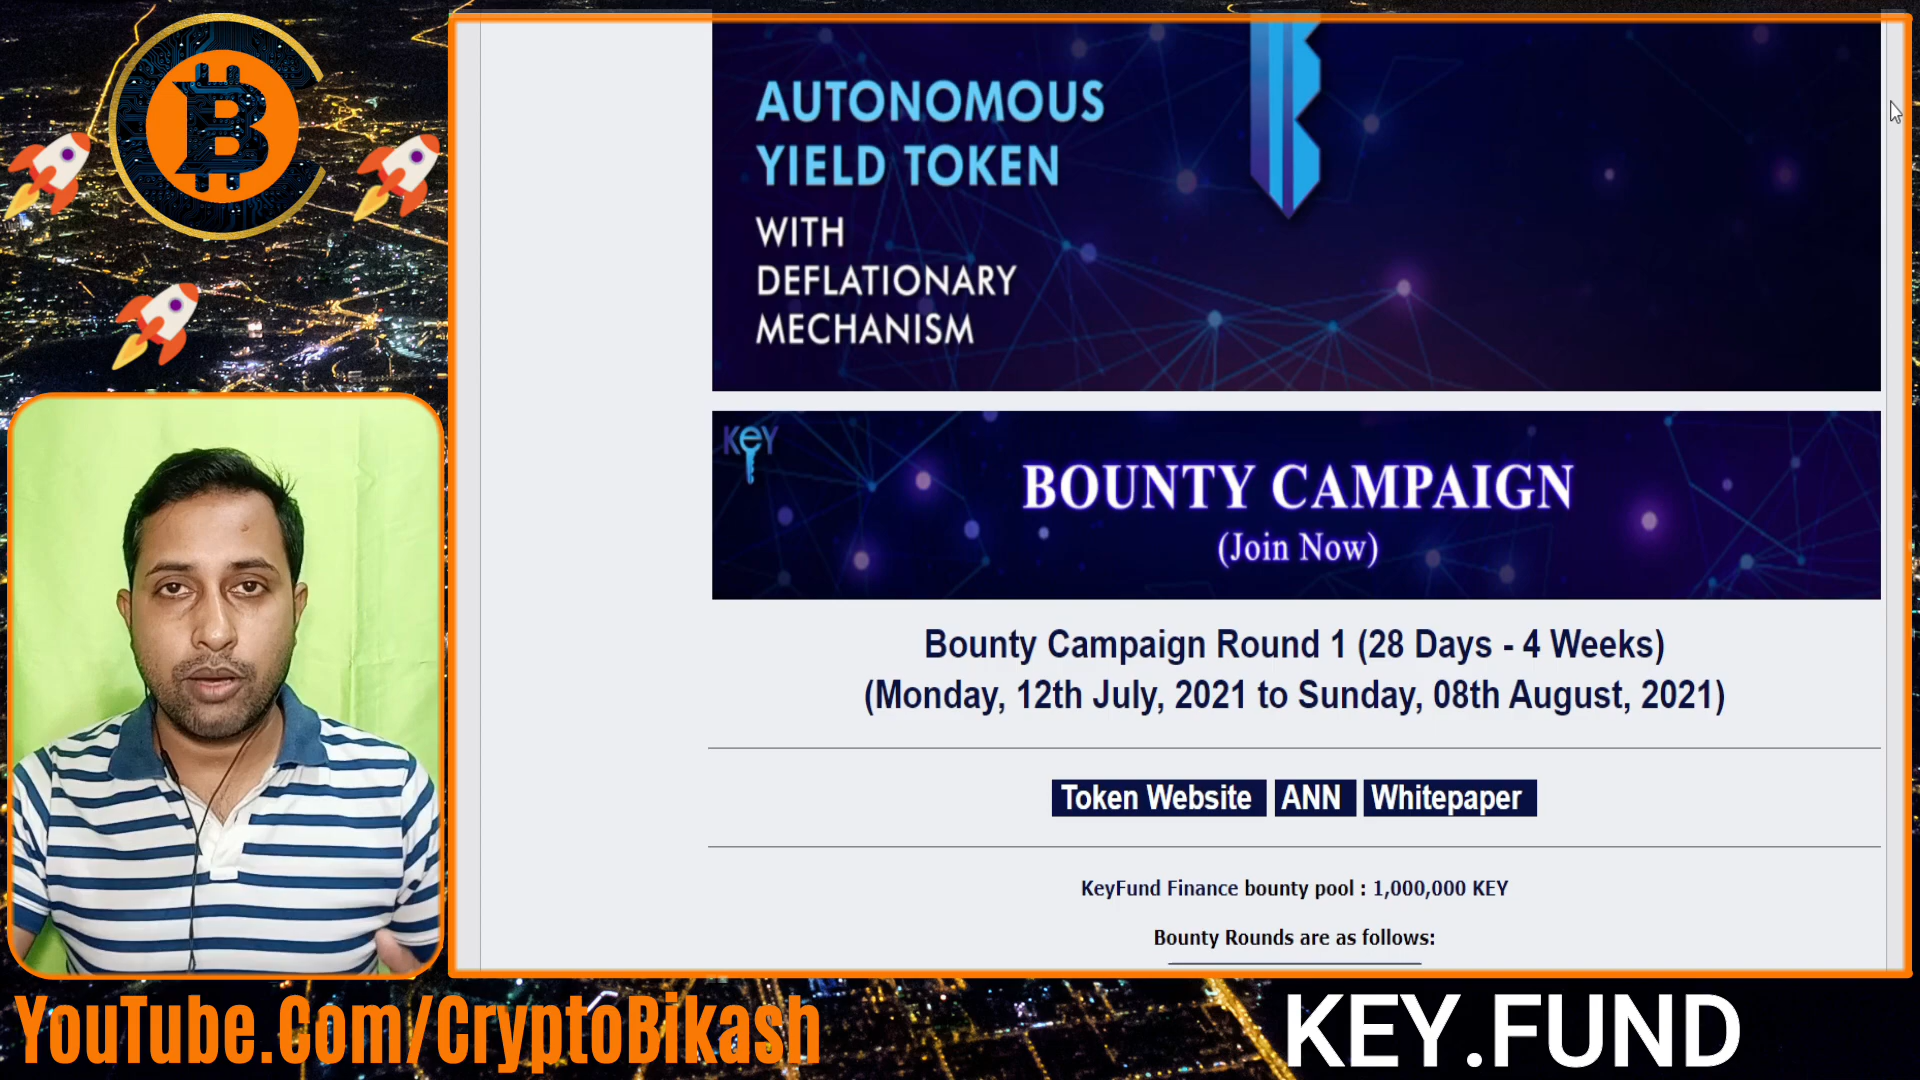 AUTONOMOUS
YIELD TOKEN
WITH
DEFLATIONARY
MECHANISM
KeY
BOUNTY CAMPAIGN
(Join Now)
Bounty Campaign Round 1 (28 Days - 4 Weeks)
(Monday, 12th July, 2021 to Sunday, 08th August, 2021)
Token Website ANN Whitepaper
KeyFund Finance bounty pool : 1,000,000 KEY
Bounty Rounds are as follows:
YouTube.Com/CryptoBikash
KEY.FUND